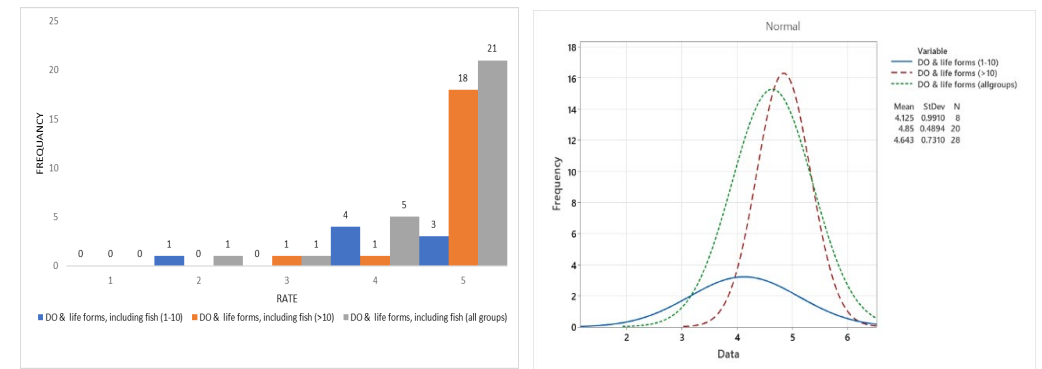 25
20
15
10
5
0
FREQUANCY
0 0 0
1 0 1
0 1 1
4 1 5
3 18 21
1 2 3 4 5
RATE
DO & life forms, including fish (1-10) DO & life forms, including fish (>10) DO & life forms, including fish (all groups)
Normal
18
16
14
12
10
8
6
4
2
0
Frequency
2 3 4 5 6
Data
Variable
DO & life forms (1-10)
DO & life forms (>10)
DO & life forms (allgroups)
Mean StDev N
4.125 0.9910 8
4.85 0.4894 20
4.643 0.7310 28